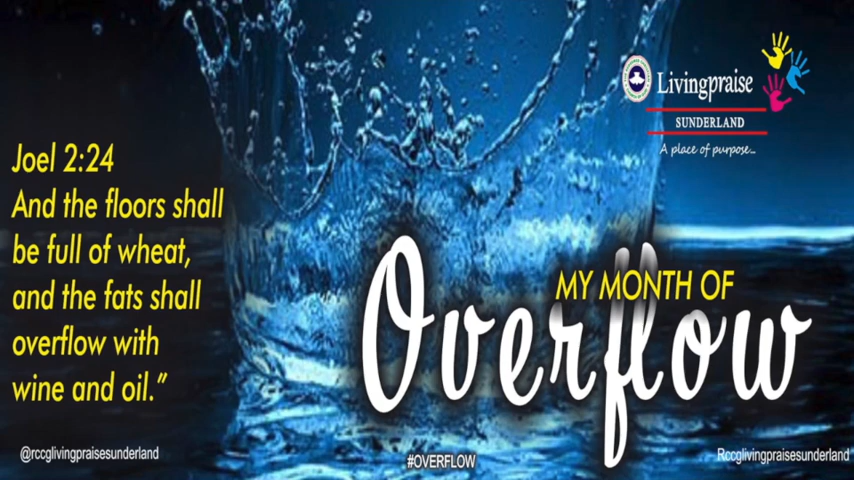 Joel 2:24
And the floors shall
be full of wheat,
and the fats shall
overflow with
wine and oil.”
Livingpraise
SUNDERLAND
A place of purpose...
MY MONTH OF
Overflow
@rccglivingpraisesunderland
#OVERFLOW
Rccglivingpraisesunderland